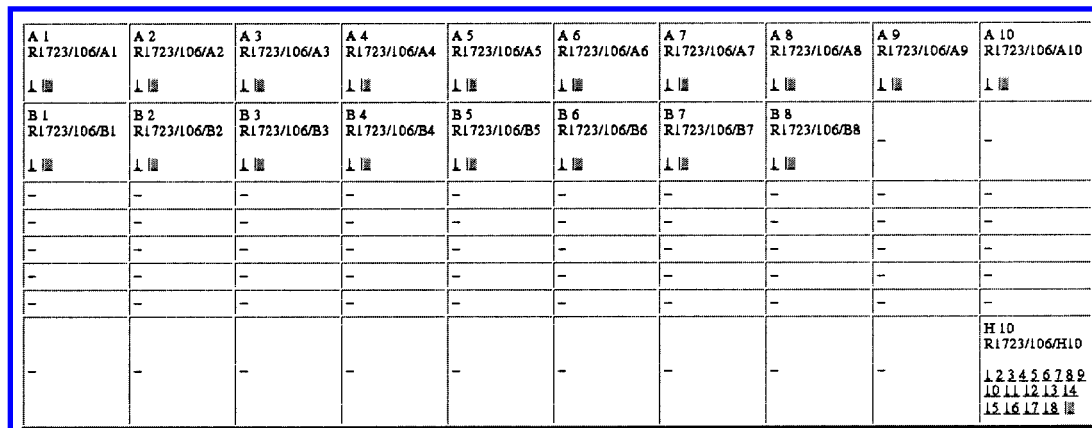 A 1 A 2 A 3 A 4 A 5 A 6 A 7 A 8 A 9 A 10
R1723/106/A1 R1723/106/A2 R1723/106/A3 R1723/106/A4 R1723/106/A5 R1723/106/A6 R1723/106/A7 R1723/106/A8 R1723/106/A9 R1723/106/A10
1 1 1 1 1 1 1 1 1 1
B 1 B 2 B 3 B 4 B 5 B 6 B 7 B 8
R1723/106/B1 R1723/106/B2 R1723/106/B3 R1723/106/B4 R1723/106/B5 R1723/106/B6 R1723/106/B7 R1723/106/B8 - -
1 1 1 1 1 1 1 1
- - - - - - - - - -
- - - - - - - - - -
- - - - - - - - - -
- - - - - - - - - -
- - - - - - - - - -
H 10
R1723/106/H10
- - - - - - - - - 1 2 3 4 5 6 7 8 9
10 11 12 13 14
15 16 17 18